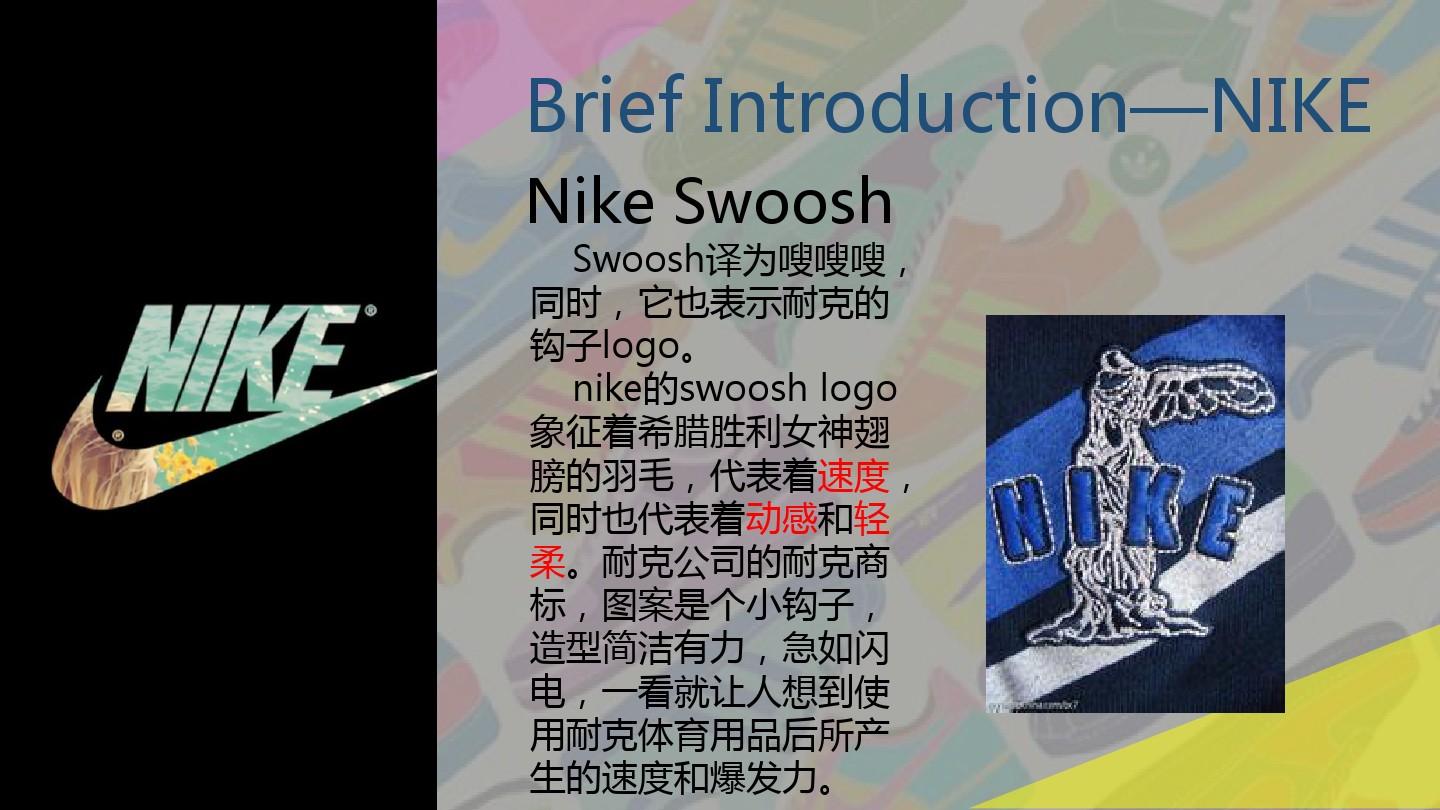 Brief Introduction—NIKE
Nike Swoosh
Swoosh译为嗖嗖嗖，
同时，它也表示耐克的
钩子logo。
nike的swoosh logo
象征着希腊胜利女神翅
膀的羽毛，代表着速度，
同时也代表着动感和轻
柔。耐克公司的耐克商
标，图案是个小钩子，
造型简洁有力，急如闪
电，一看就让人想到使
用耐克体育用品后所产
生的速度和爆发力。
NIKE®
®
NIKE